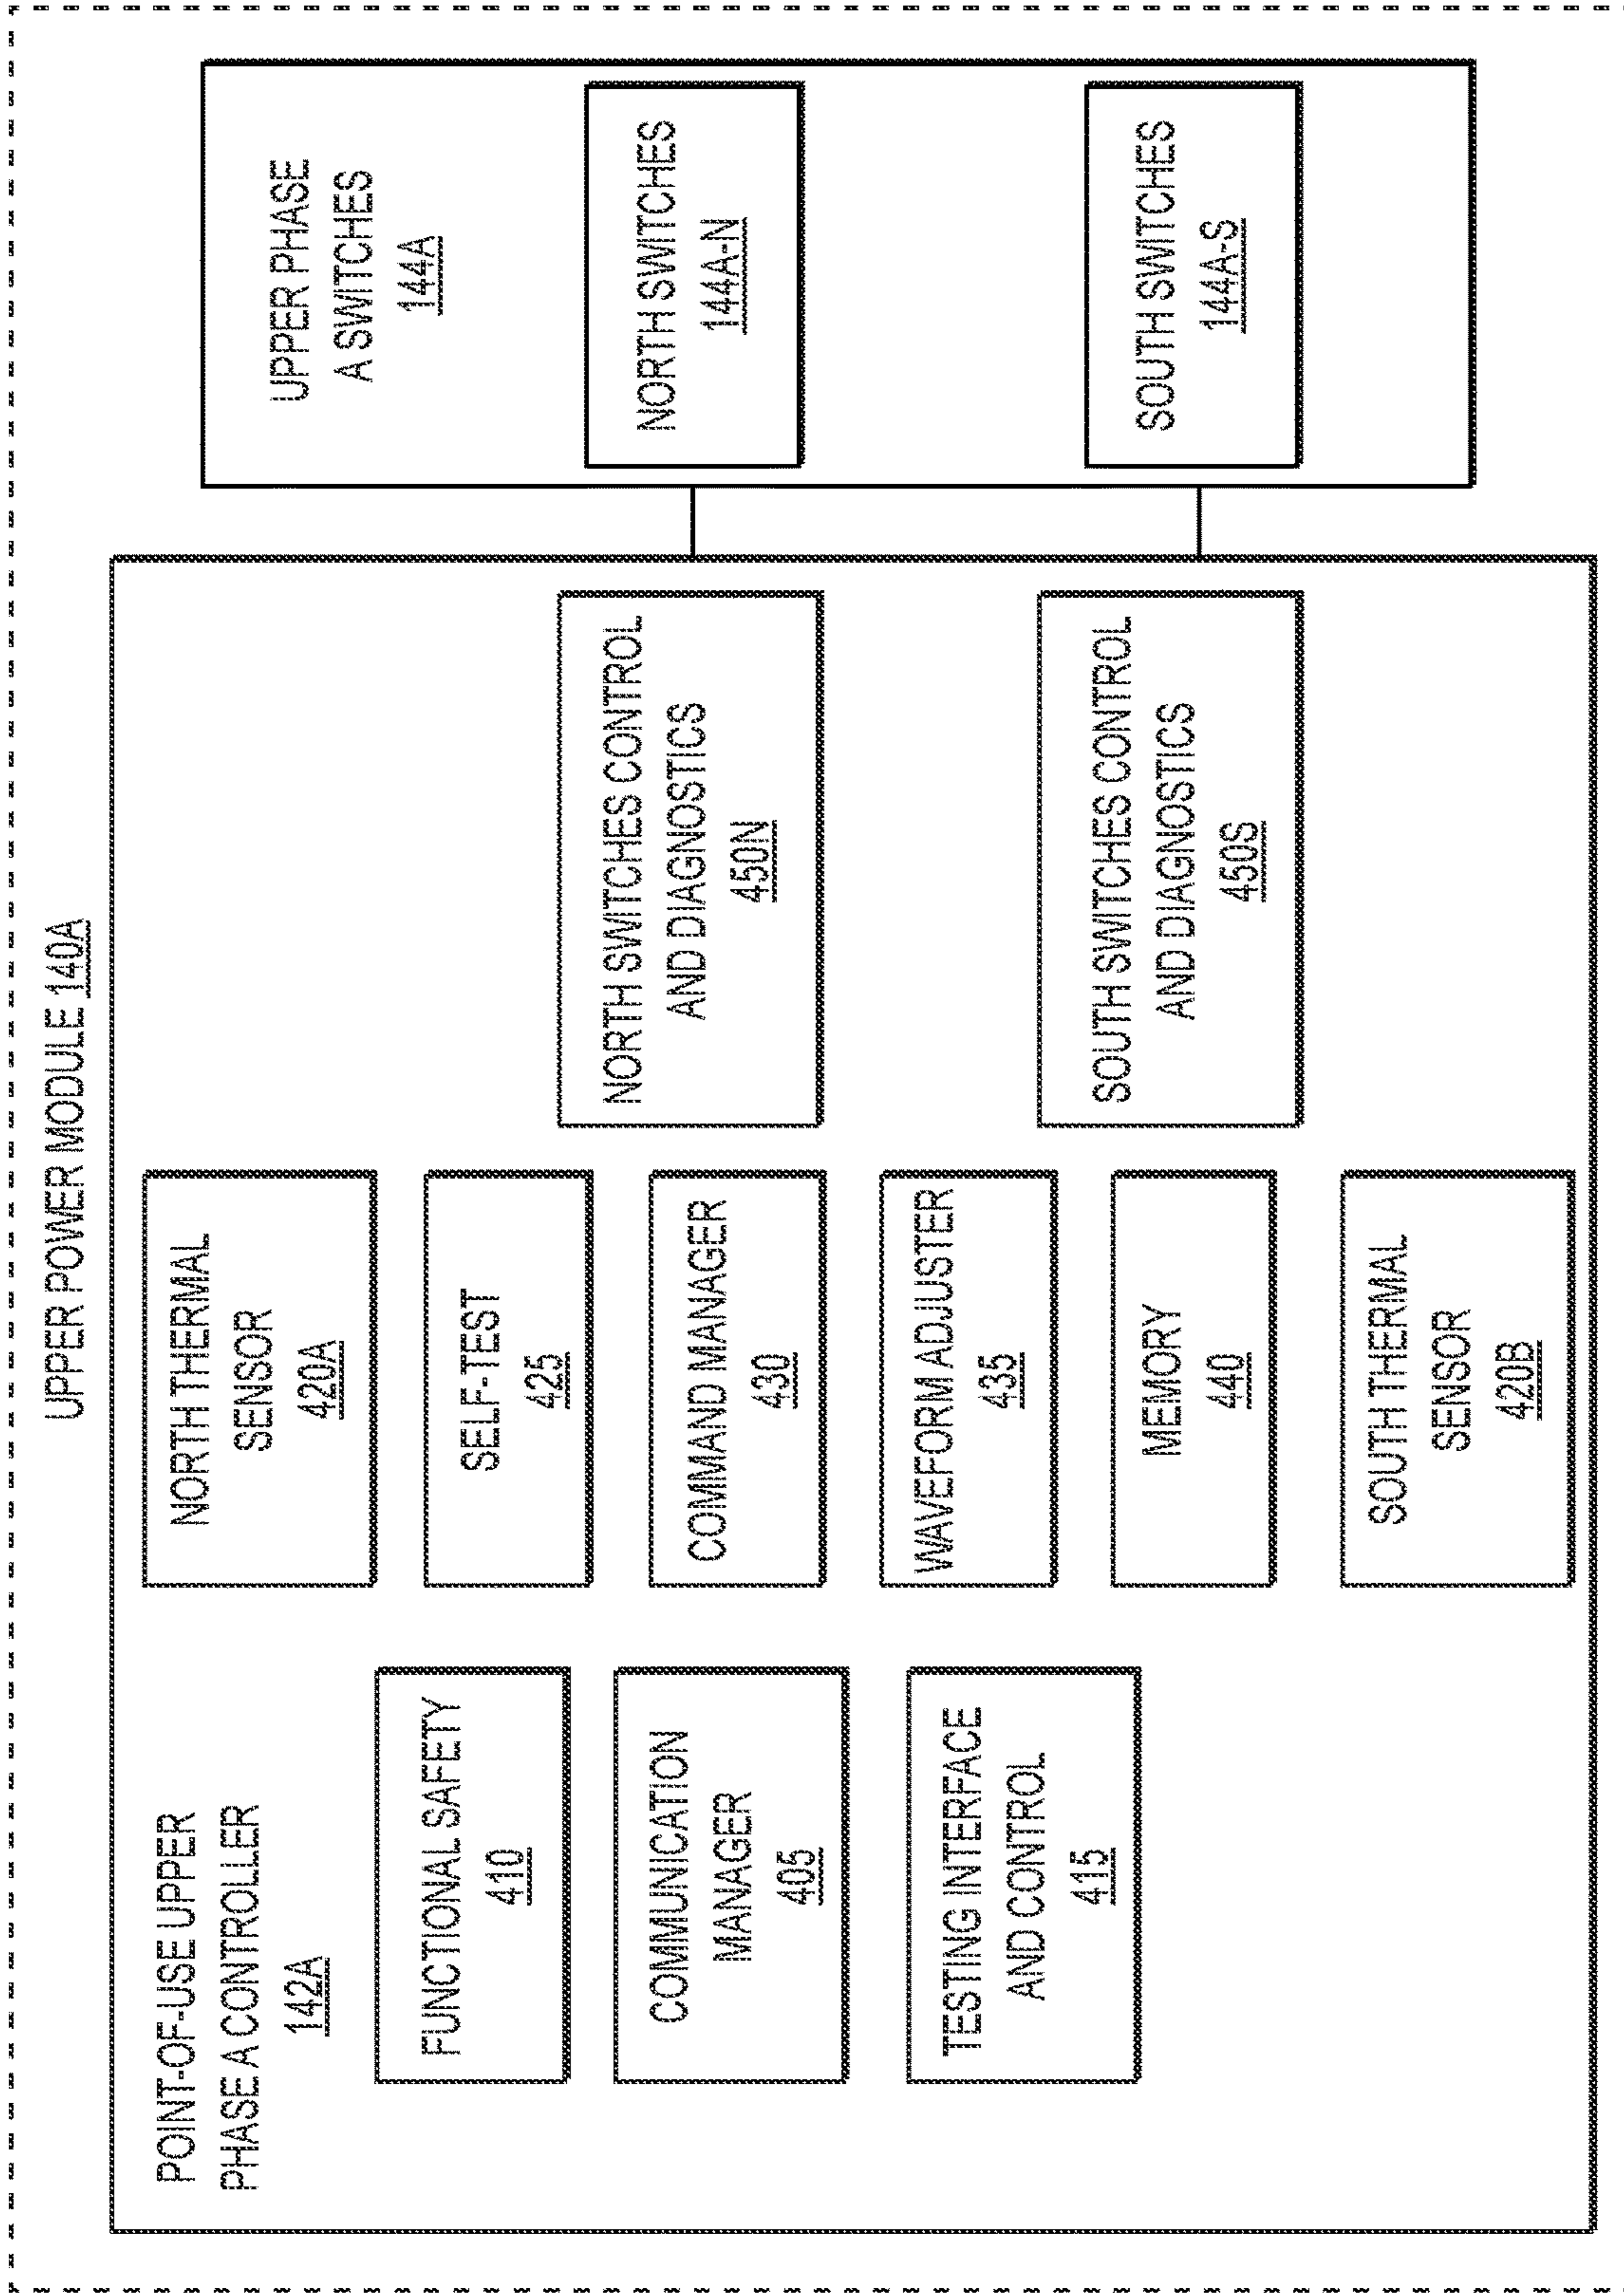 UPPER POWER MODULE 140A
POINT-OF-USE UPPER
PHASE A CONTROLLER
142A
FUNCTIONAL SAFETY
410
COMMUNICATION
MANAGER
405
TESTING INTERFACE
AND CONTROL
415
NORTH THERMAL
SENSOR
420A
SELF-TEST
425
COMMAND MANAGER
430
WAVEFORM ADJUSTER
435
MEMORY
440
SOUTH THERMAL
SENSOR
420B
NORTH SWITCHES CONTROL
AND DIAGNOSTICS
450N
SOUTH SWITCHES CONTROL
AND DIAGNOSTICS
450S
UPPER PHASE
A SWITCHES
144A
NORTH SWITCHES
144A-N
SOUTH SWITCHES
144A-S